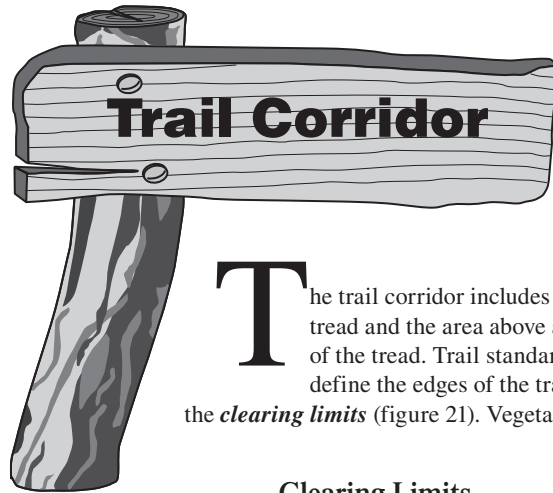 Trail Corridor
The trail corridor includes
tread and the area above
of the tread. Trail standar
define the edges of the tra
the clearing limits (figure 21). Vegeta
Clearing Limits